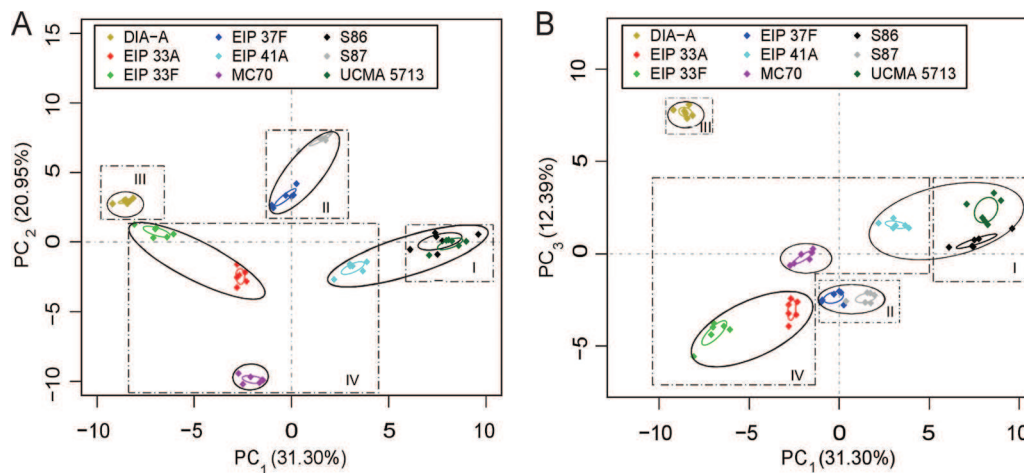 A
DIA−A EIP 37F S86
EIP 33A EIP 41A S87
EIP 33F MC70 UCMA 5713
15
10
5
0
−5
−10
PC2 (20.95%)
III
II
I
IV
−10 −5 0 5 10
PC1 (31.30%)
B
DIA−A EIP 37F S86
EIP 33A EIP 41A S87
EIP 33F MC70 UCMA 5713
10
5
0
−5
PC3 (12.39%)
III
I
II
IV
−10 −5 0 5 10
PC1 (31.30%)